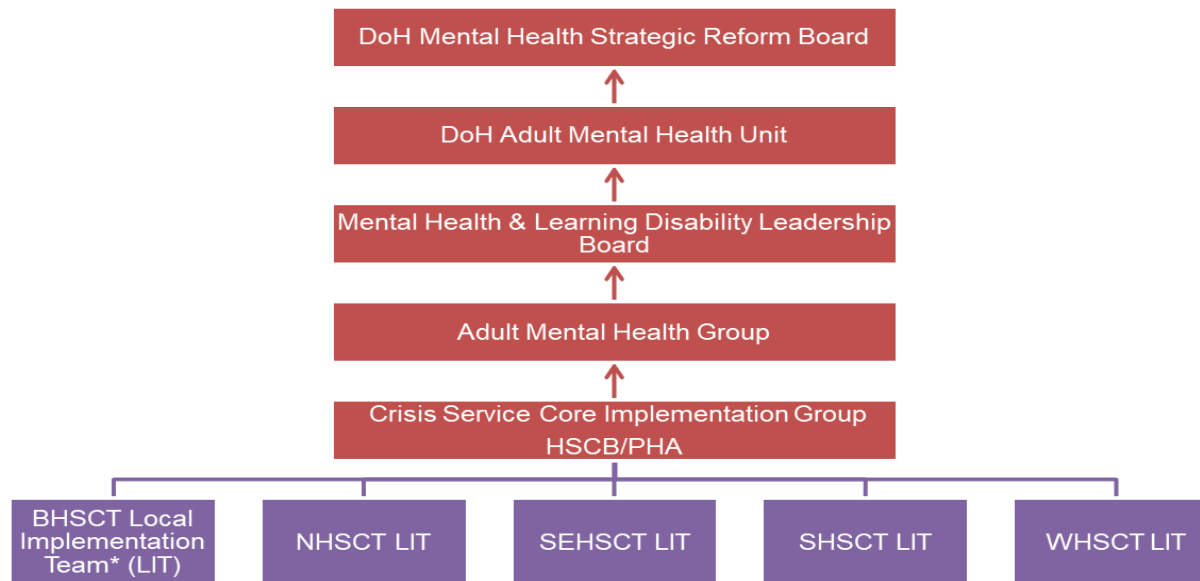 DoH Mental Health Strategic Reform Board
DoH Adult Mental Health Unit
Mental Health & Learning Disability Leadership
Board
Adult Mental Health Group
Crisis Service Core Implementation Group
HSCB/PHA
BHSCT Local
Implementation
Team* (LIT)
NHSCT LIT
SEHSCT LIT
SHSCT LIT
WHSCT LIT